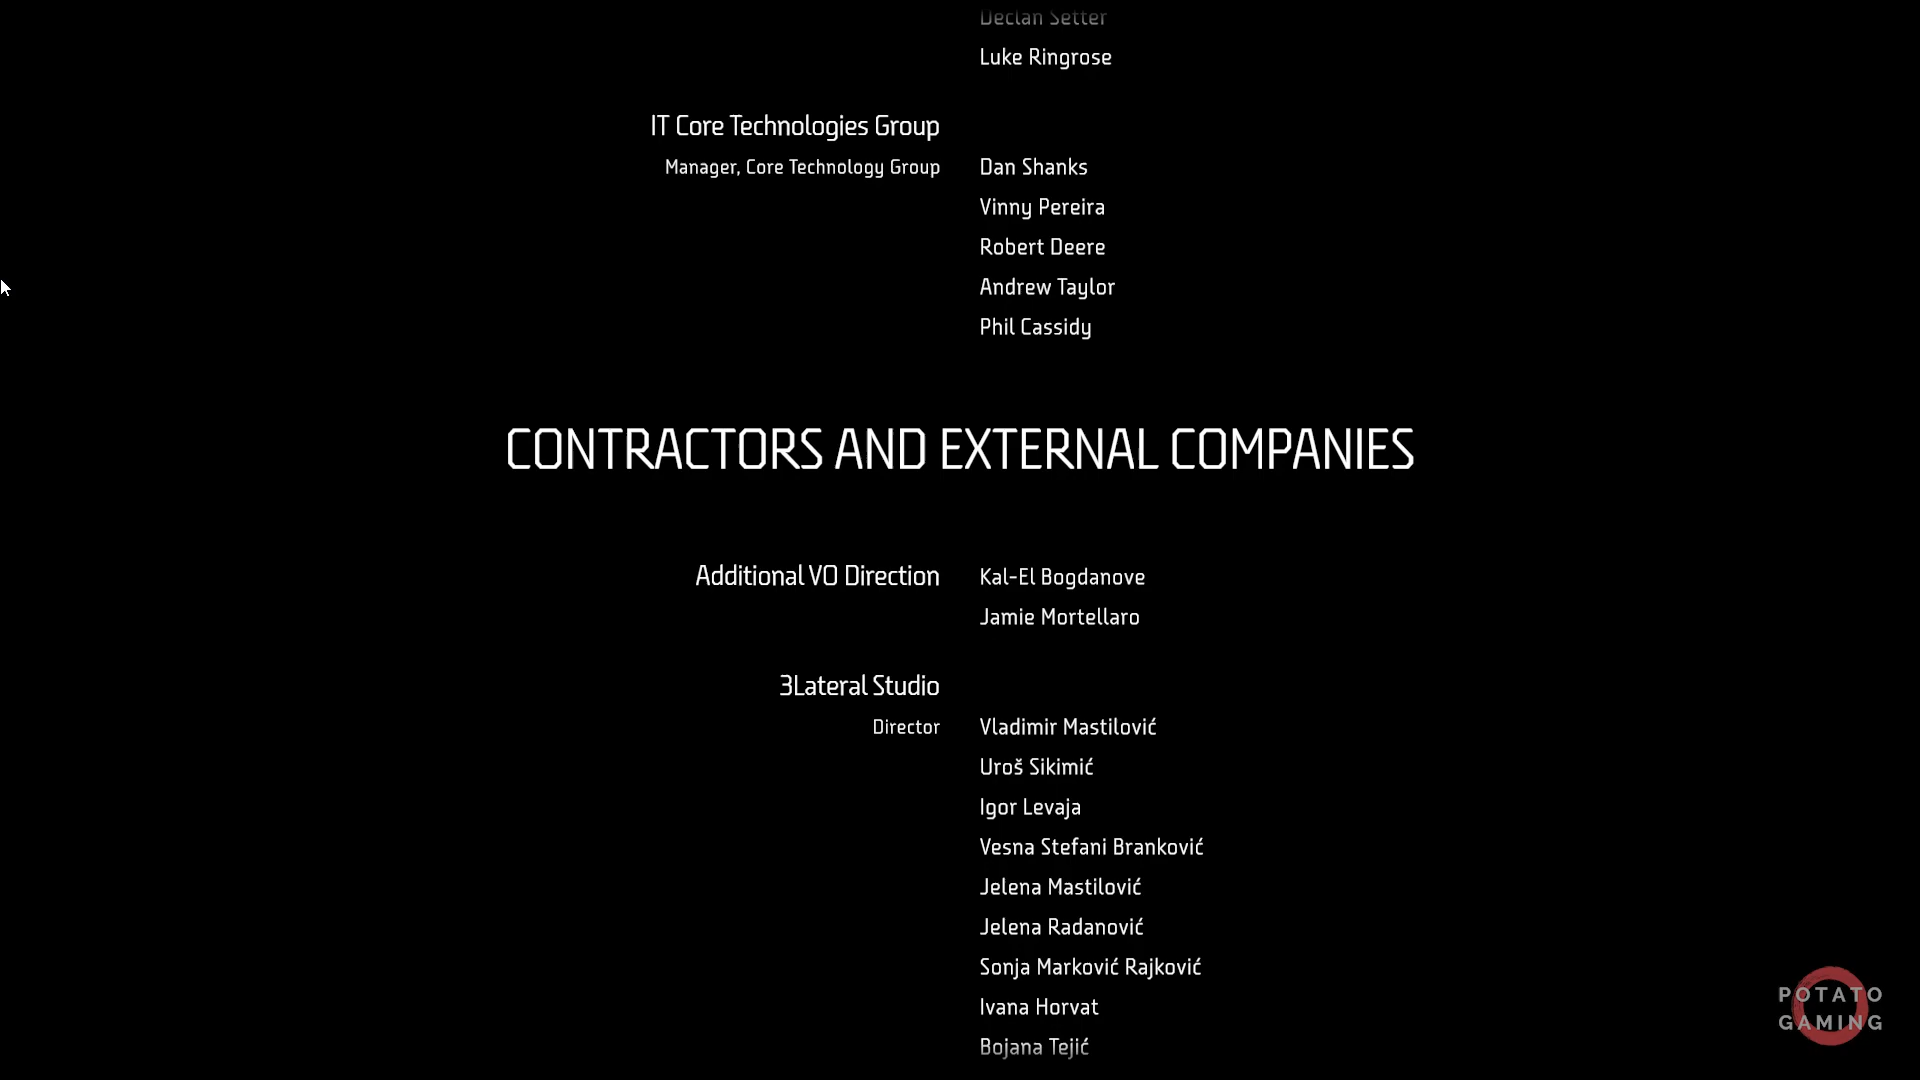 Declan Setter
Luke Ringrose
IT Core Technologies Group
Manager, Core Technology Group Dan Shanks
Vinny Pereira
Robert Deere
Andrew Taylor
Phil Cassidy
CONTRACTORS AND EXTERNAL COMPANIES
Additional VO Direction Kal-El Bogdanove
Jamie Mortellaro
3Lateral Studio
Director Vladimir Mastilović
Uroš Sikimić
Igor Levaja
Vesna Stefani Branković
Jelena Mastilović
Jelena Radanović
Sonja Marković Rajković
Ivana Horvat
Bojana Tejić
POTATO
GAMING